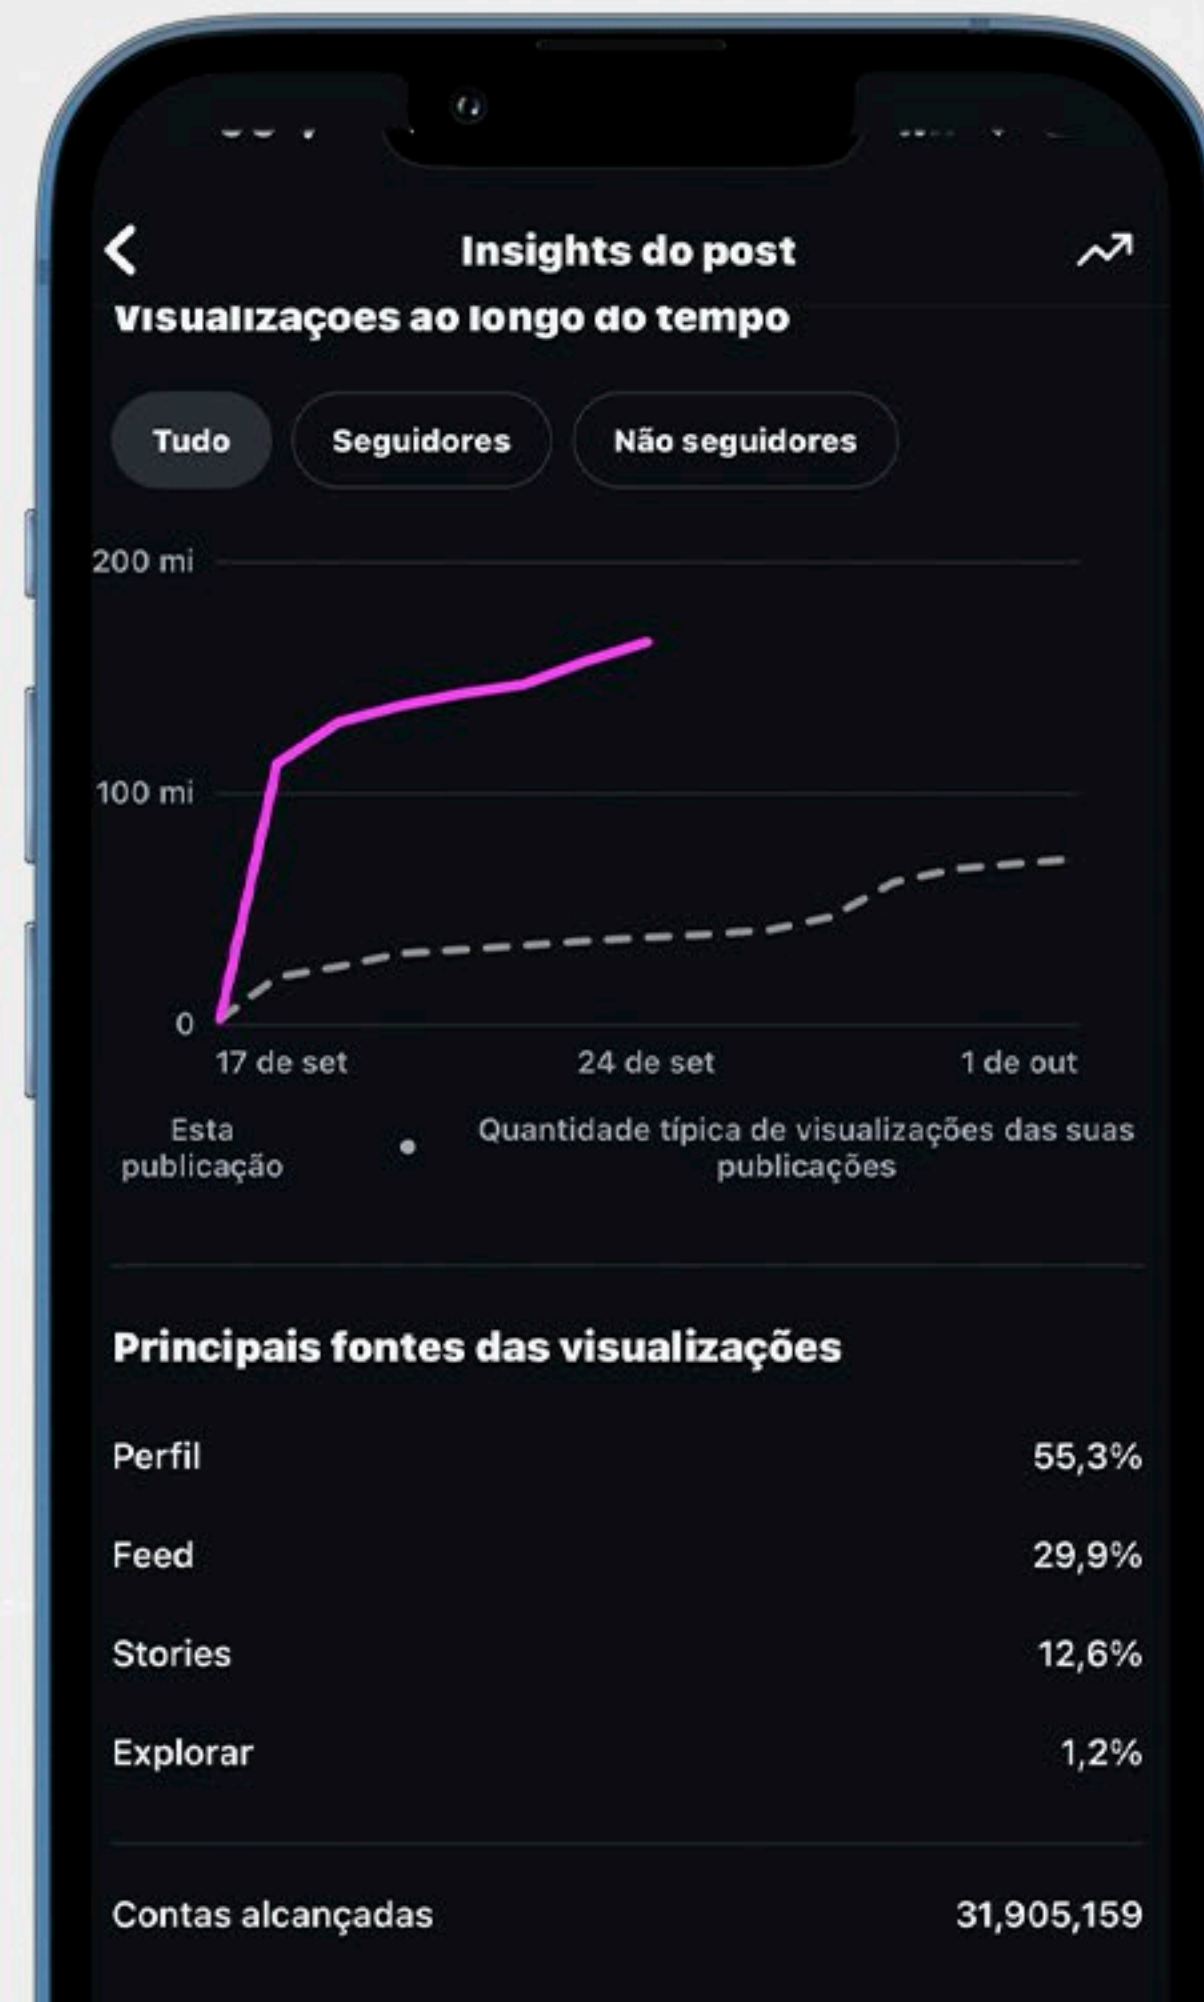 Insights do post
Visualizações ao longo do tempo
Tudo Seguidores Não seguidores
200 mi
100 mi
0
17 de set 24 de set 1 de out
Esta publicação
Quantidade típica de visualizações das suas publicações
Principais fontes das visualizações
Perfil 55,3%
Feed 29,9%
Stories 12,6%
Explorar 1,2%
Contas alcançadas 31,905,159